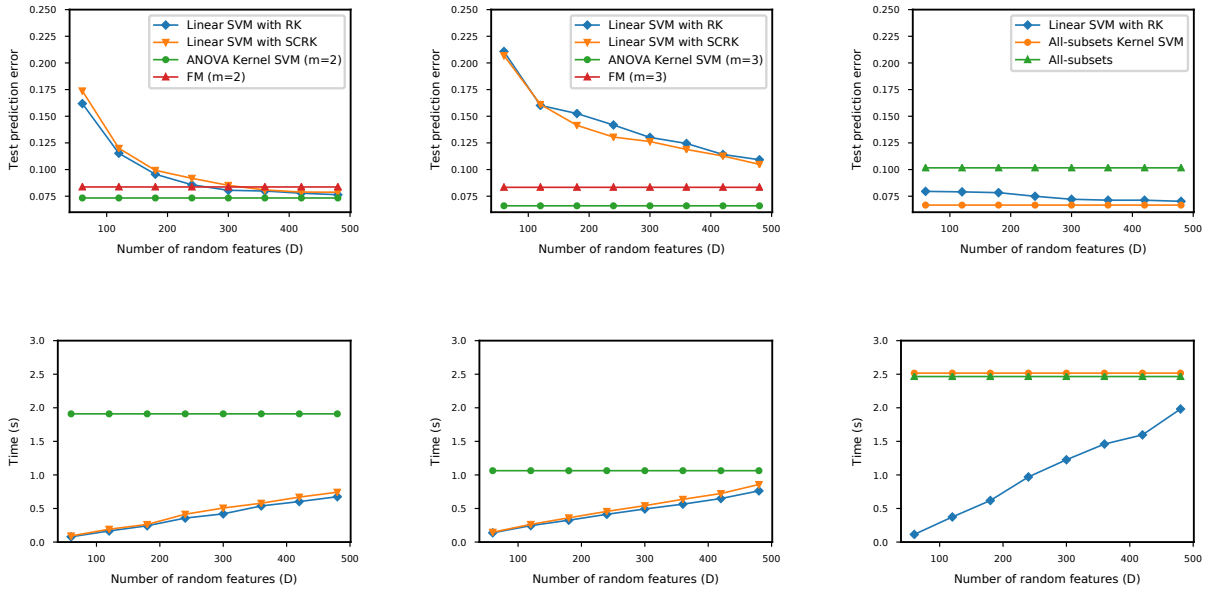 0.250
0.225
0.200
0.175
0.150
0.125
0.100
0.075
Test prediction error
Linear SVM with RK
Linear SVM with SCRK
ANOVA Kernel SVM (m=2)
FM (m=2)
100 200 300 400 500
Number of random features (D)
0.250
0.225
0.200
0.175
0.150
0.125
0.100
0.075
Test prediction error
Linear SVM with RK
Linear SVM with SCRK
ANOVA Kernel SVM (m=3)
FM (m=3)
100 200 300 400 500
Number of random features (D)
0.250
0.225
0.200
0.175
0.150
0.125
0.100
0.075
Test prediction error
Linear SVM with RK
All-subsets Kernel SVM
All-subsets
100 200 300 400 500
Number of random features (D)
3.0
2.5
2.0
1.5
1.0
0.5
0.0
Time (s)
100 200 300 400 500
Number of random features (D)
3.0
2.5
2.0
1.5
1.0
0.5
0.0
Time (s)
100 200 300 400 500
Number of random features (D)
3.0
2.5
2.0
1.5
1.0
0.5
0.0
Time (s)
100 200 300 400 500
Number of random features (D)